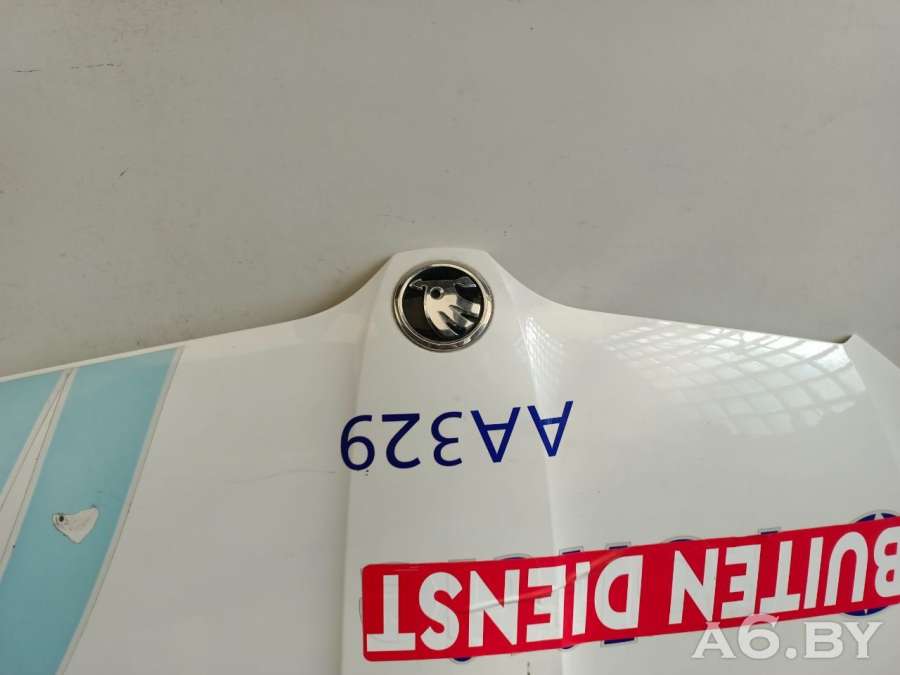 AA329
BUITEN DIENST
A6.BY